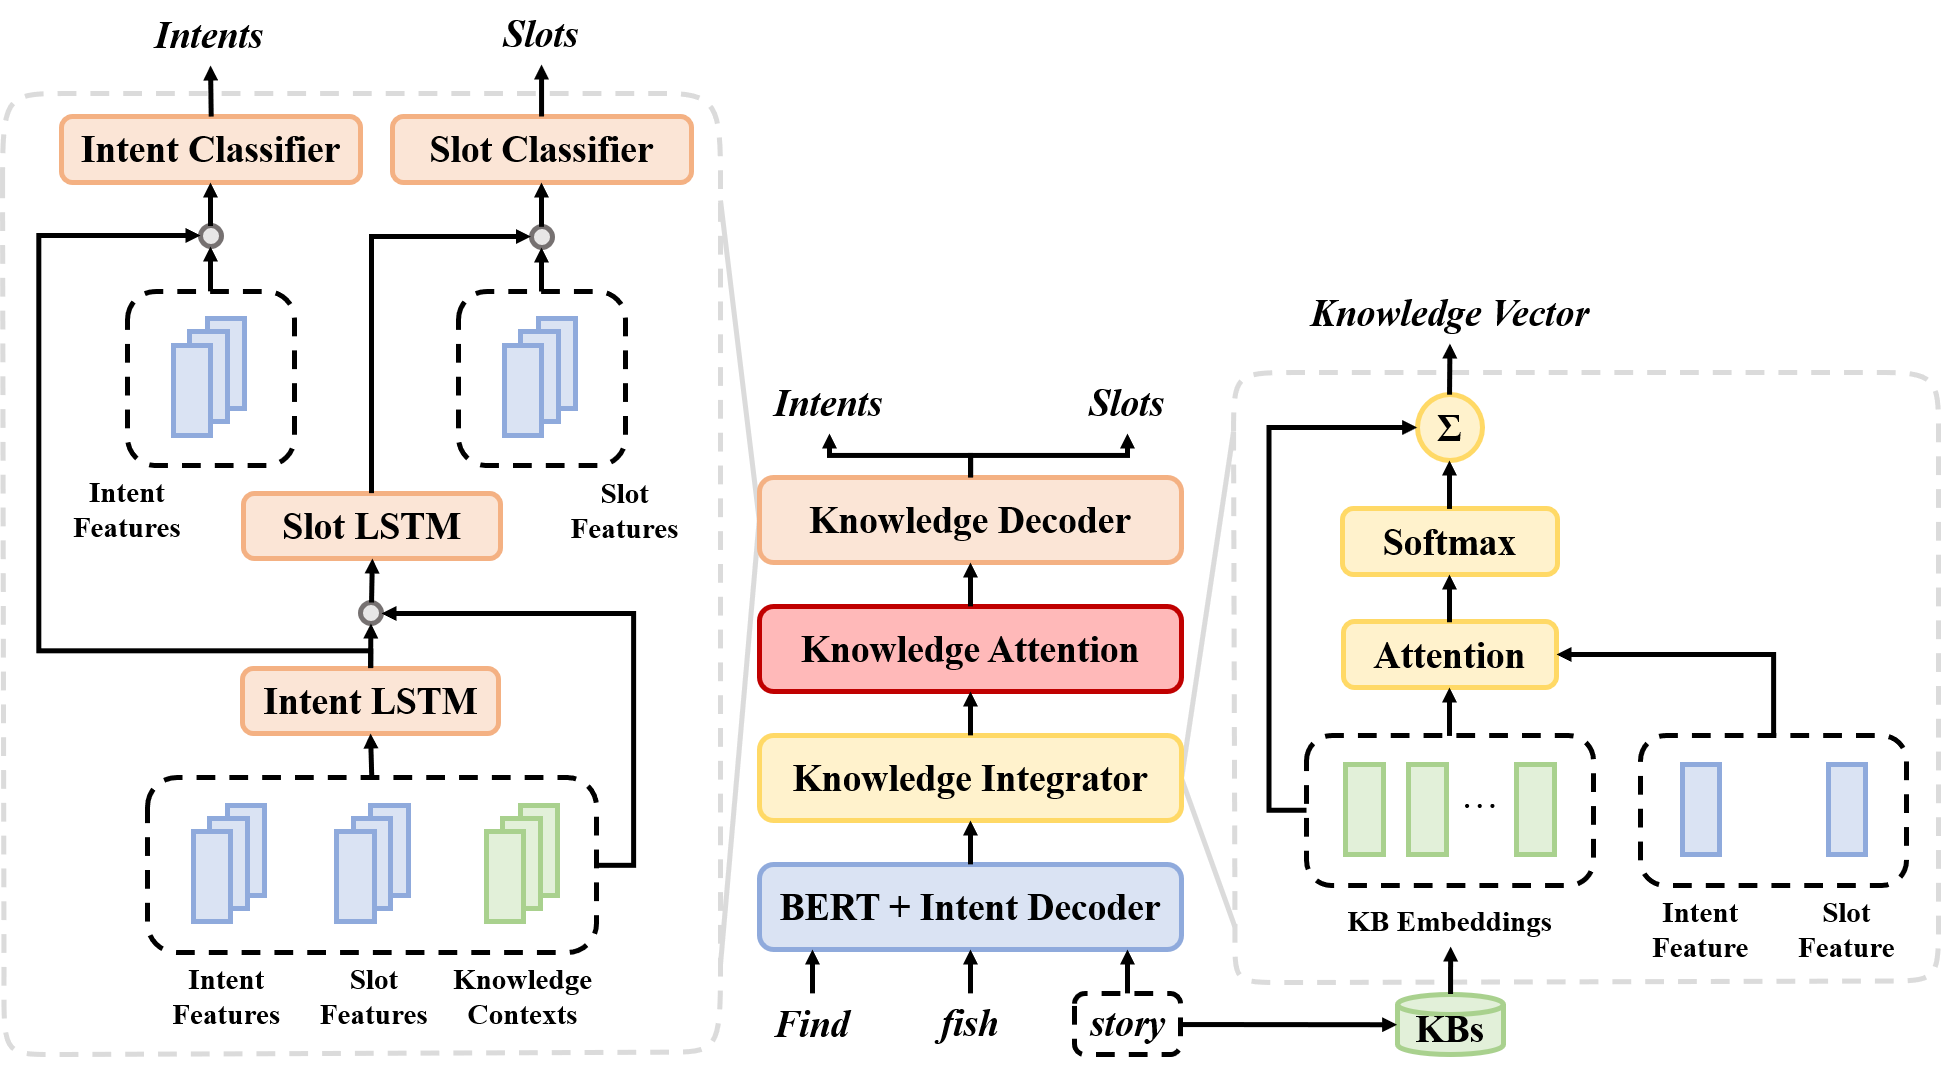 Intents
Slots
Intent Classifier
Slot Classifier
Intent
Features
Slot
Features
Slot LSTM
Intent LSTM
Intent
Features
Slot
Features
Knowledge
Contexts
Intents
Slots
Knowledge Decoder
Knowledge Attention
Knowledge Integrator
BERT + Intent Decoder
Find
fish
story
Knowledge Vector
Σ
Softmax
Attention
...
KB Embeddings
Intent
Feature
Slot
Feature
KBs